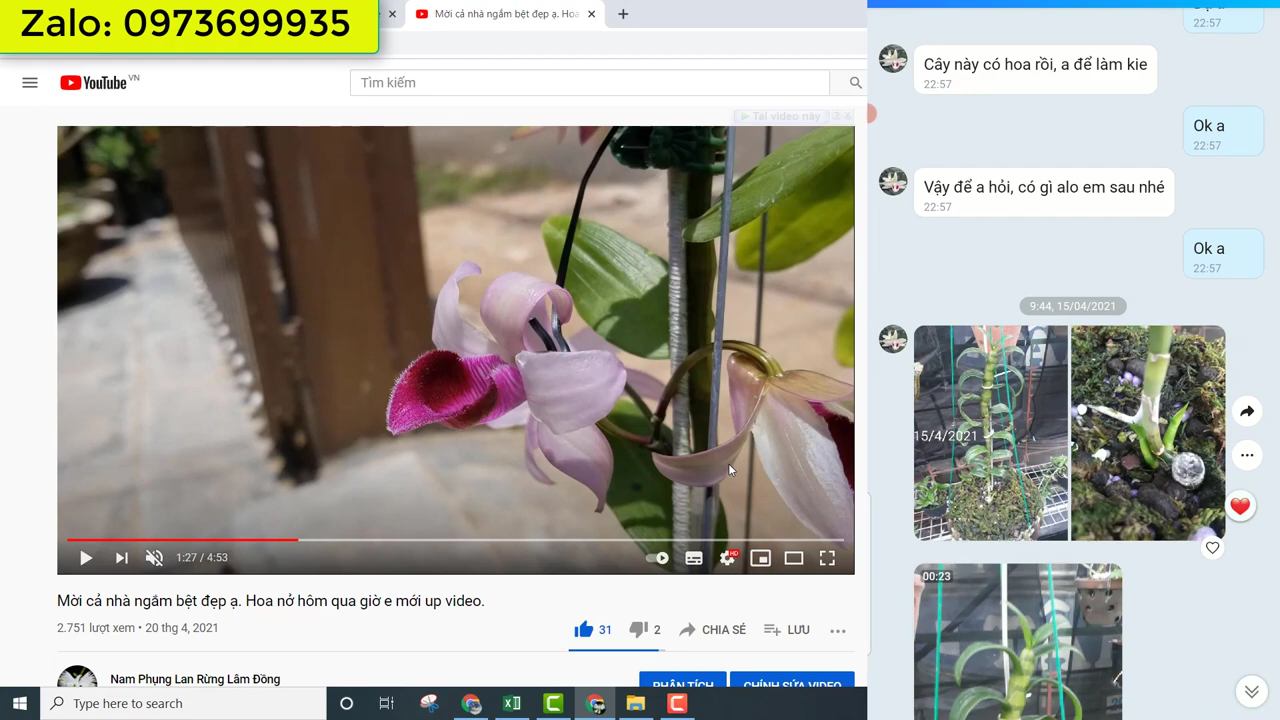 Zalo: 0973699935
Mời cả nhà ngắm bệt đẹp ạ. Hoa
YouTube VN
Tìm kiếm
Tải video này
1:27 / 4:53
HD
Mời cả nhà ngắm bệt đẹp ạ. Hoa nở hôm qua giờ e mới up video.
2.751 lượt xem • 20 thg 4, 2021
31
2
CHIA SẺ
LƯU
Nam Phụng Lan Rừng Lâm Đồng
PHÂN TÍCH
CHỈNH SỬA VIDEO
Type here to search
22:57
Cây này có hoa rồi, a để làm kie
22:57
Ok a
22:57
Vậy để a hỏi, có gì alo em sau nhé
22:57
Ok a
22:57
9:44, 15/04/2021
15/4/2021
00:23